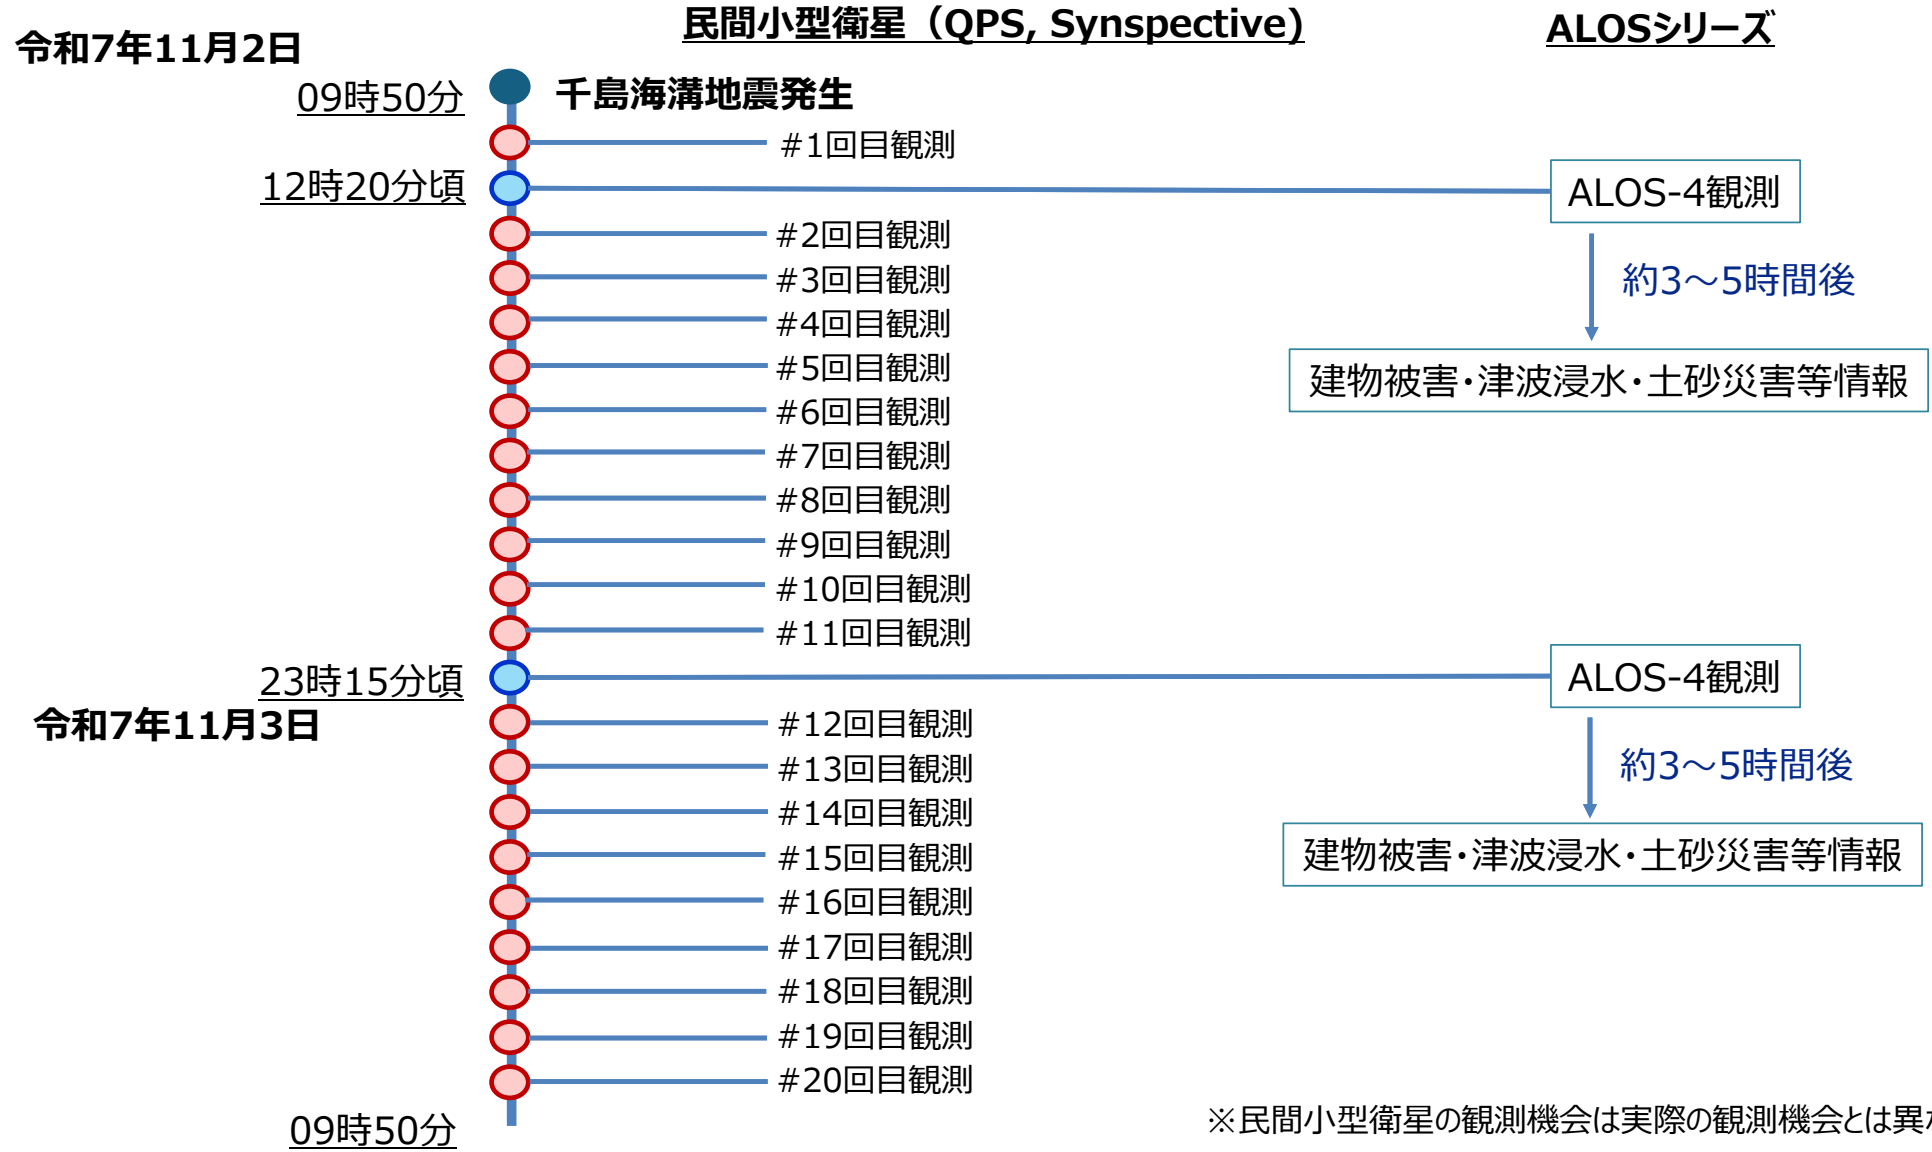 民間小型衛星（QPS, Synspective)
ALOSシリーズ
令和7年11月2日
09時50分
千島海溝地震発生
#1回目観測
12時20分頃
ALOS-4観測
#2回目観測
#3回目観測
約3～5時間後
#4回目観測
#5回目観測
建物被害・津波浸水・土砂災害等情報
#6回目観測
#7回目観測
#8回目観測
#9回目観測
#10回目観測
#11回目観測
23時15分頃
ALOS-4観測
令和7年11月3日
#12回目観測
#13回目観測
約3～5時間後
#14回目観測
#15回目観測
建物被害・津波浸水・土砂災害等情報
#16回目観測
#17回目観測
#18回目観測
#19回目観測
#20回目観測
09時50分
※民間小型衛星の観測機会は実際の観測機会とは異